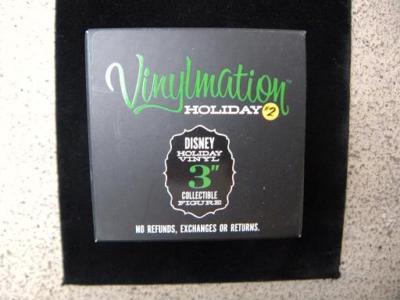 Vinylmation™
HOLIDAY #2
DISNEY
HOLIDAY
VINYL
3"
COLLECTIBLE
FIGURE
NO REFUNDS, EXCHANGES OR RETURNS.